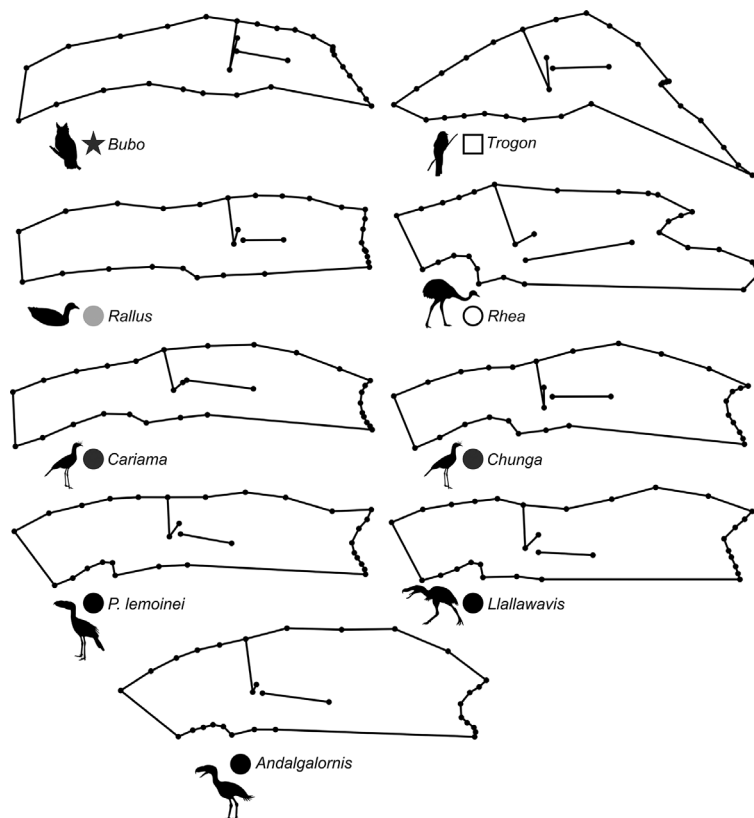 Bubo
Trogon
Rallus
Rhea
Cariama
Chunga
P. lemoinei
Llallawavis
Andalgalornis